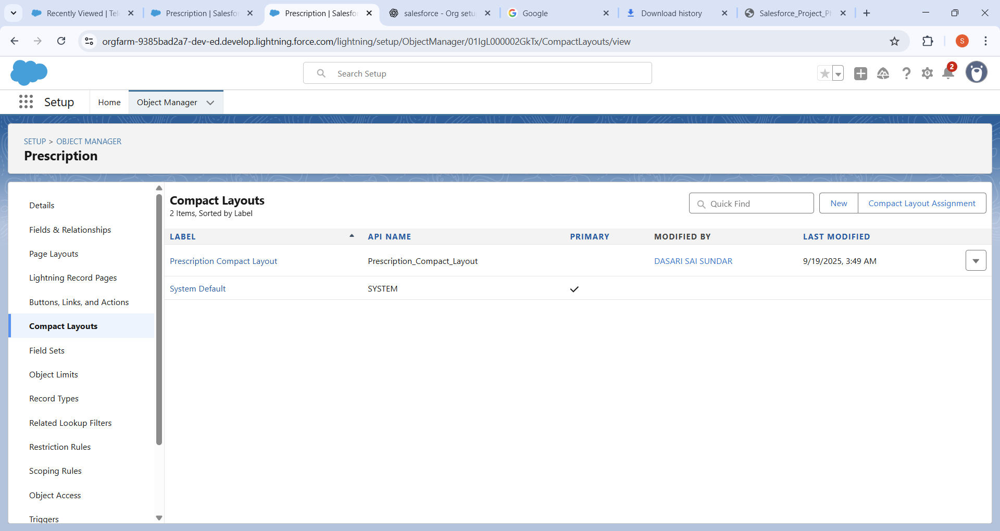 Recently Viewed | Tel
Prescription | Salesfo
Prescription | Salesfo
salesforce - Org setu
Google
Download history
Salesforce_Project_P
orgfarm-9385bad2a7-dev-ed.develop.lightning.force.com/lightning/setup/ObjectManager/01IgL000002GkTx/CompactLayouts/view
S
Search Setup
2
Setup
Home
Object Manager
SETUP > OBJECT MANAGER
Prescription
Details
Fields & Relationships
Page Layouts
Lightning Record Pages
Buttons, Links, and Actions
Compact Layouts
Field Sets
Object Limits
Record Types
Related Lookup Filters
Restriction Rules
Scoping Rules
Object Access
Triggers
Compact Layouts
2 Items, Sorted by Label
Quick Find
New
Compact Layout Assignment
LABEL API NAME PRIMARY MODIFIED BY LAST MODIFIED
Prescription Compact Layout Prescription_Compact_Layout DASARI SAI SUNDAR 9/19/2025, 3:49 AM
System Default SYSTEM